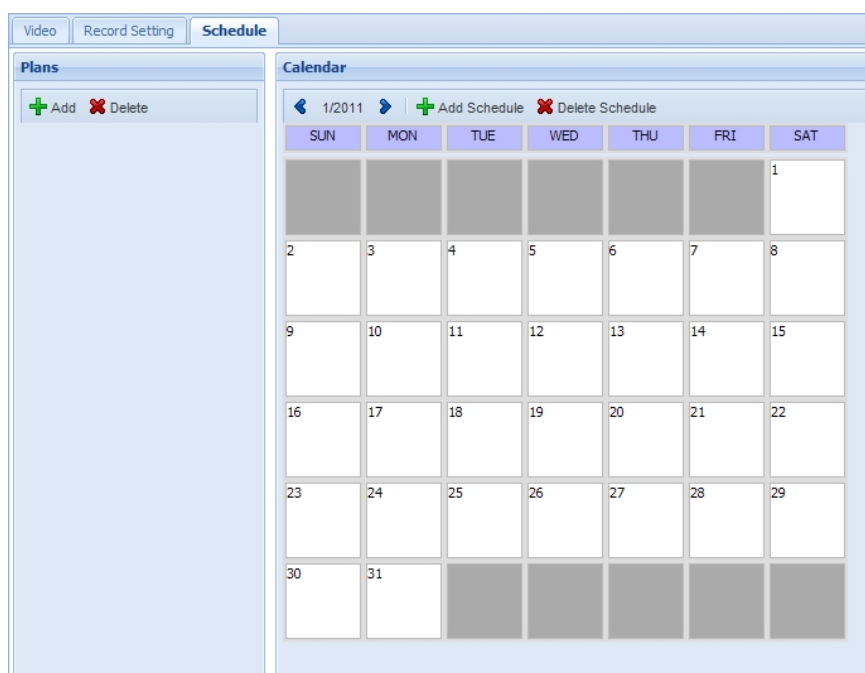 Video Record Setting Schedule
Plans
Add Delete
Calendar
1/2011 Add Schedule Delete Schedule
SUN MON TUE WED THU FRI SAT
1
2 3 4 5 6 7 8
9 10 11 12 13 14 15
16 17 18 19 20 21 22
23 24 25 26 27 28 29
30 31